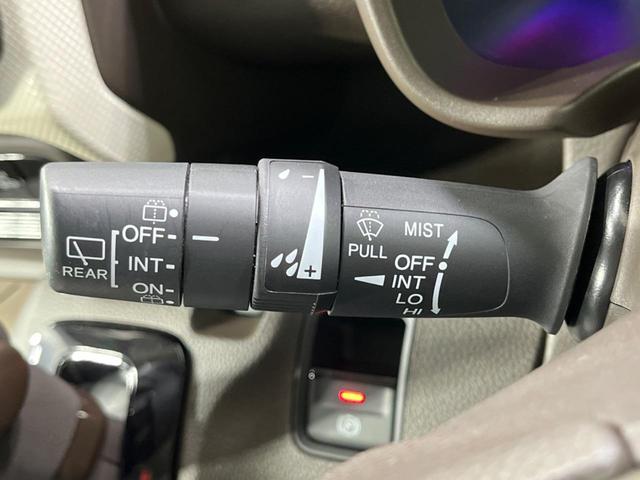 REAR
OFF
INT
ON
-
+
PULL
MIST
OFF
INT
LO
HI